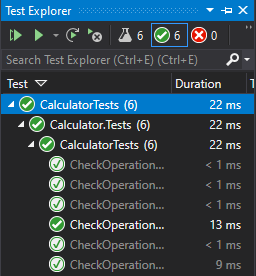 Test Explorer
6 6 0
Search Test Explorer (Ctrl+E) (Ctrl+E)
Test Duration T
CalculatorTests (6) 22 ms
Calculator.Tests (6) 22 ms
CalculatorTests (6) 22 ms
CheckOperation... < 1 ms
CheckOperation... < 1 ms
CheckOperation... < 1 ms
CheckOperation... 13 ms
CheckOperation... < 1 ms
CheckOperation... 9 ms